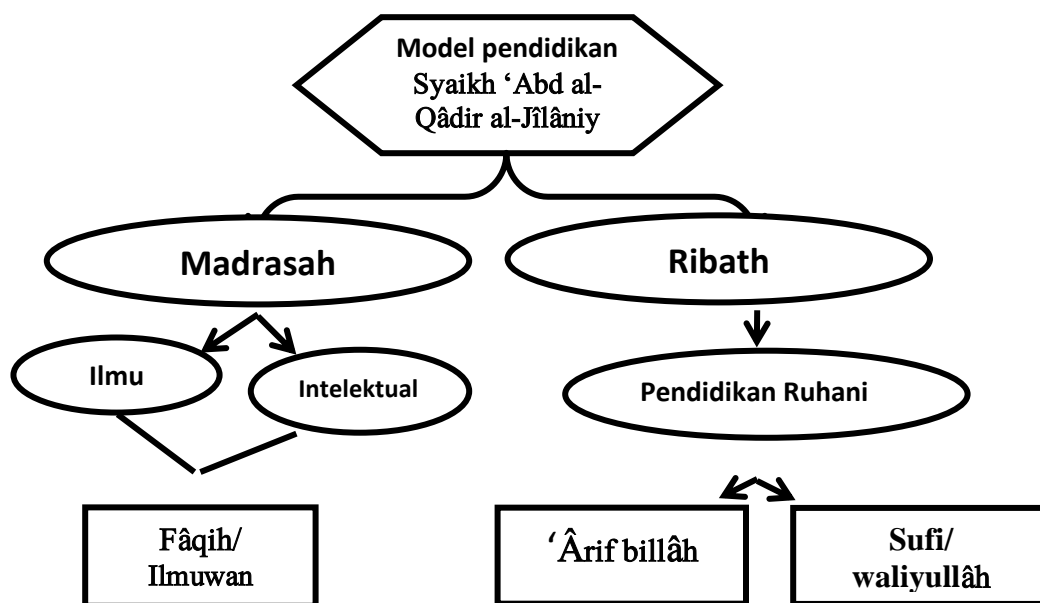 Model pendidikan
Syaikh ‘Abd al-
Qâdir al-Jîlâniy
Madrasah
Ribath
Ilmu
Intelektual
Pendidikan Ruhani
Fâqih/
Ilmuwan
‘Ârif billâh
Sufi/
waliyullâh